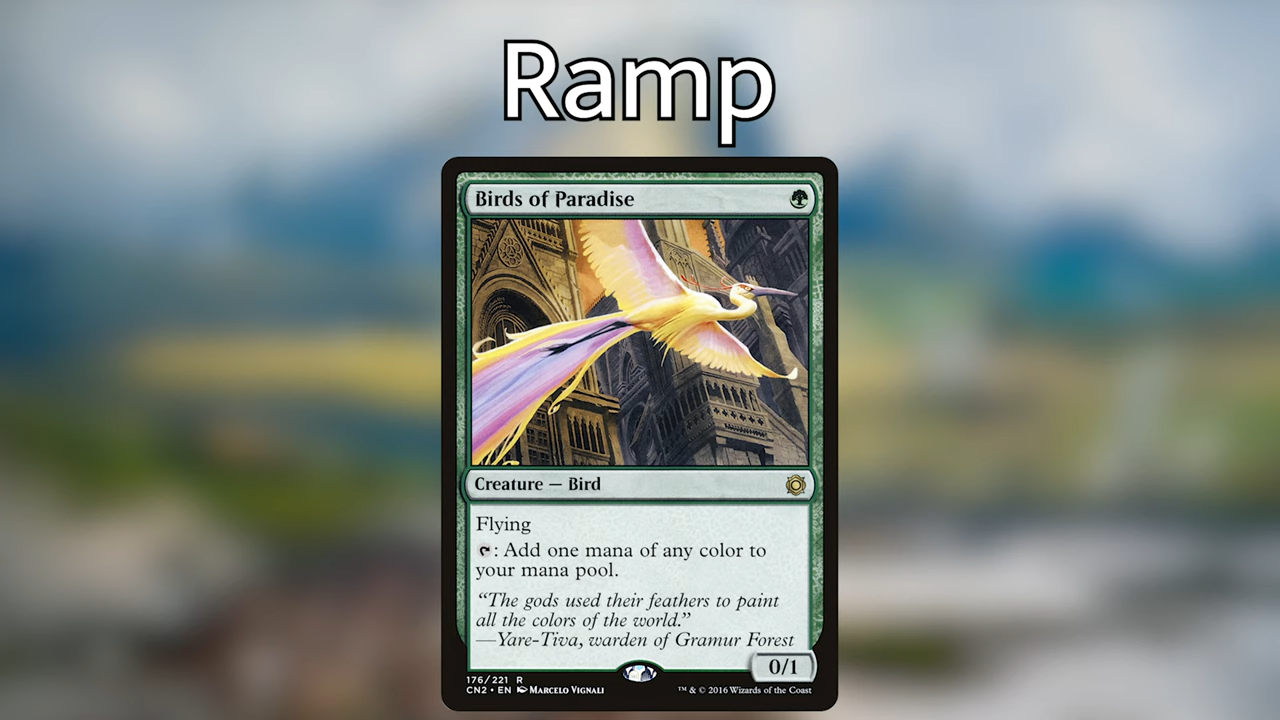 Ramp
Birds of Paradise
Creature — Bird
Flying
: Add one mana of any color to
your mana pool.
“The gods used their feathers to paint
all the colors of the world.”
—Yare-Tiva, warden of Gramur Forest
0/1
176/221 R
CN2 • EN Marcelo Vignali
™ & © 2016 Wizards of the Coast